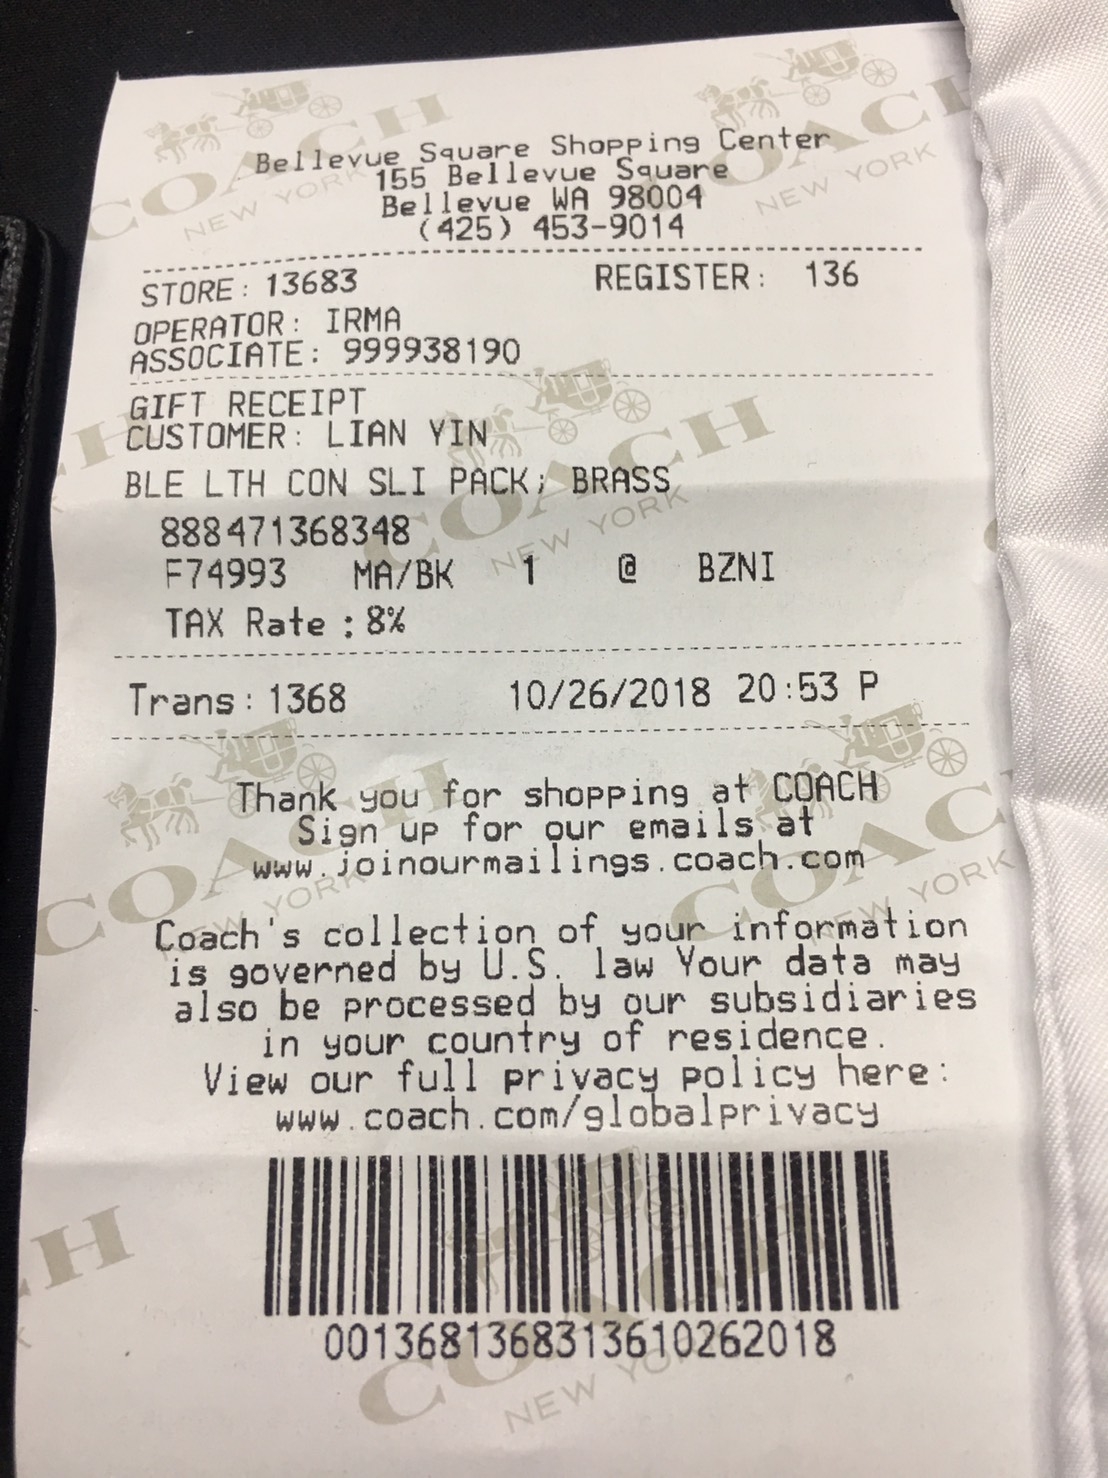 Bellevue Square Shopping Center
155 Bellevue Square
Bellevue WA 98004
(425) 453-9014
STORE: 13683 REGISTER: 136
OPERATOR: IRMA
ASSOCIATE: 999938190
GIFT RECEIPT
CUSTOMER: LIAN YIN
BLE LTH CON SLI PACK; BRASS
888471368348
F74993 MA/BK 1 @ BZNI
TAX Rate : 8%
Trans: 1368 10/26/2018 20:53 P
Thank you for shopping at COACH
Sign up for our emails at
www.joinourmailings.coach.com
Coach's collection of your information
is governed by U.S. law Your data may
also be processed by our subsidiaries
in your country of residence.
View our full privacy policy here:
www.coach.com/globalprivacy
001368136831361026​2018
COACH
NEW YORK